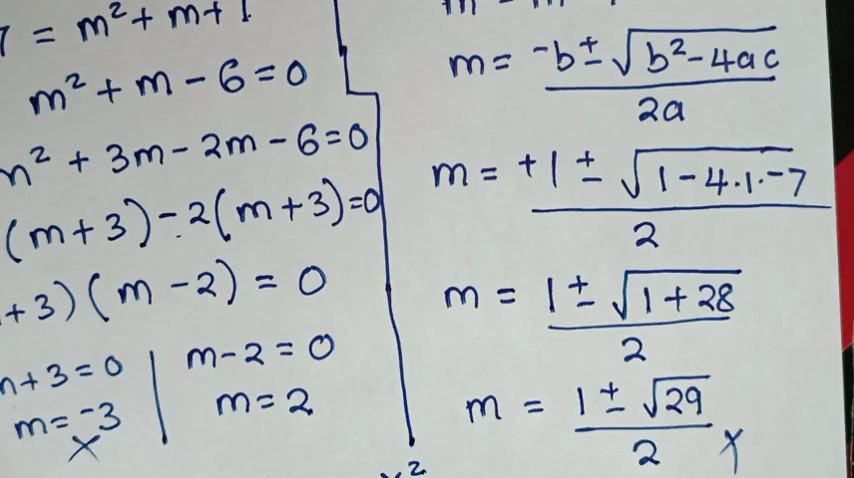 7 = m² + m + 1
m² + m - 6 = 0
m² + 3m - 2m - 6 = 0
(m + 3) - 2(m + 3) = 0
+ 3)(m - 2) = 0
m + 3 = 0 | m - 2 = 0
m = -3 | m = 2
x
m = -b ± √b² - 4ac
2a
m = +1 ± √1 - 4.1.-7
2
m = 1 ± √1 + 28
2
m = 1 ± √29
2 x